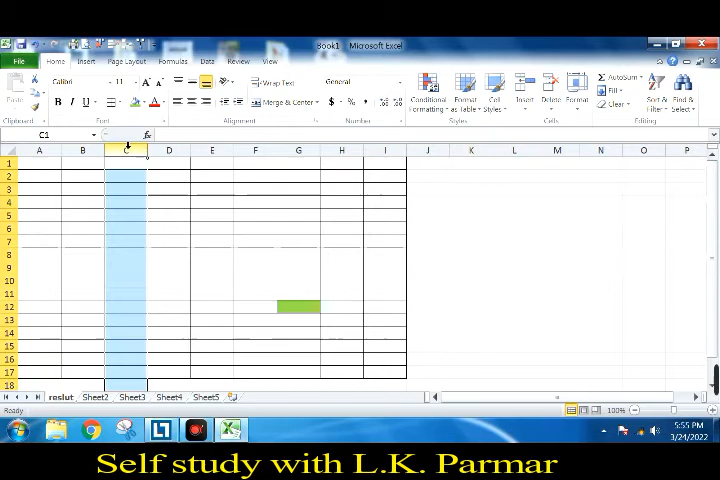 Book1 - Microsoft Excel
File Home Insert Page Layout Formulas Data Review View
Calibri 11 Wrap Text General AutoSum Fill Clear
Paste B I U A Merge & Center $ % , Conditional Formatting Format as Table Cell Styles Insert Delete Format Sort & Filter Find & Select
Clipboard Font Alignment Number Styles Cells Editing
C1 fx
A B C D E F G H I J K L M N O P
1
2
3
4
5
6
7
8
9
10
11
12
13
14
15
16
17
18
reslut Sheet2 Sheet3 Sheet4 Sheet5
Ready 100%
5:55 PM
3/24/2022
Self study with L.K. Parmar